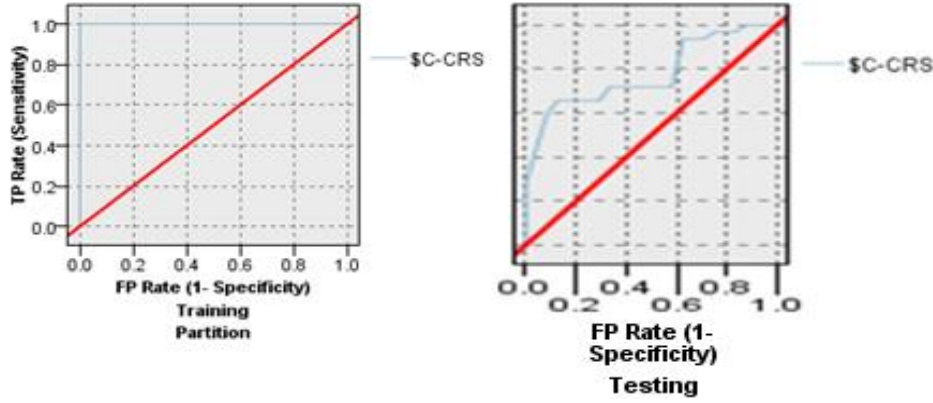 TP Rate (Sensitivity)
1.0
0.8
0.6
0.4
0.2
0.0
0.0 0.2 0.4 0.6 0.8 1.0
FP Rate (1- Specificity)
Training
Partition
$C-CRS
0.0 0.2 0.4 0.6 0.8 1.0
FP Rate (1-
Specificity)
Testing
$C-CRS